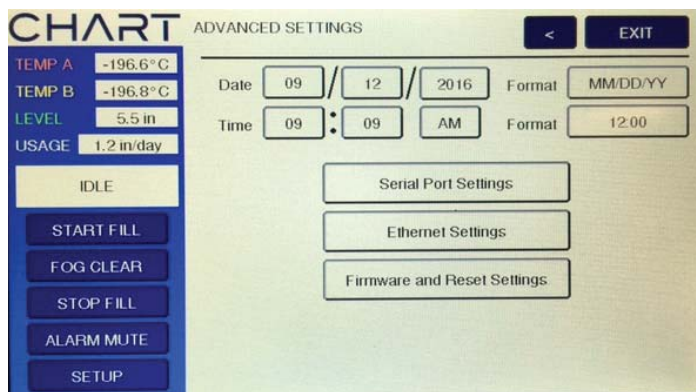 CHART
ADVANCED SETTINGS
<
EXIT
TEMP A -196.6°C
TEMP B -196.8°C
LEVEL 5.5 in
USAGE 1.2 in/day
IDLE
START FILL
FOG CLEAR
STOP FILL
ALARM MUTE
SETUP
Date 09 / 12 / 2016 Format MM/DD/YY
Time 09 : 09 AM Format 12:00
Serial Port Settings
Ethernet Settings
Firmware and Reset Settings